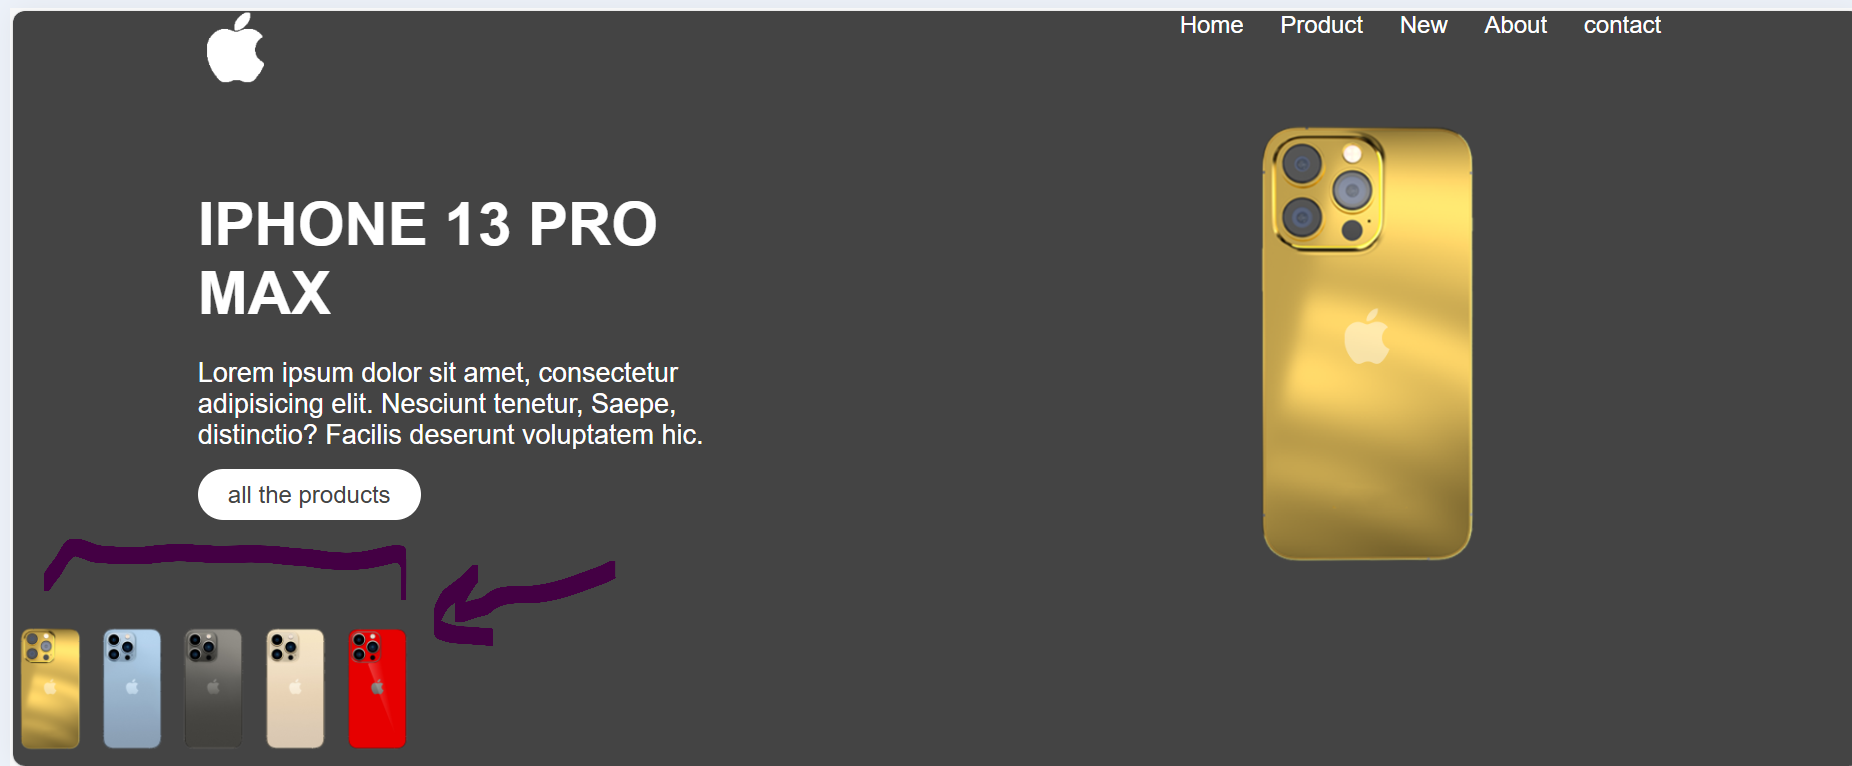 Home Product New About contact
IPHONE 13 PRO
MAX
Lorem ipsum dolor sit amet, consectetur
adipisicing elit. Nesciunt tenetur, Saepe,
distinctio? Facilis deserunt voluptatem hic.
all the products